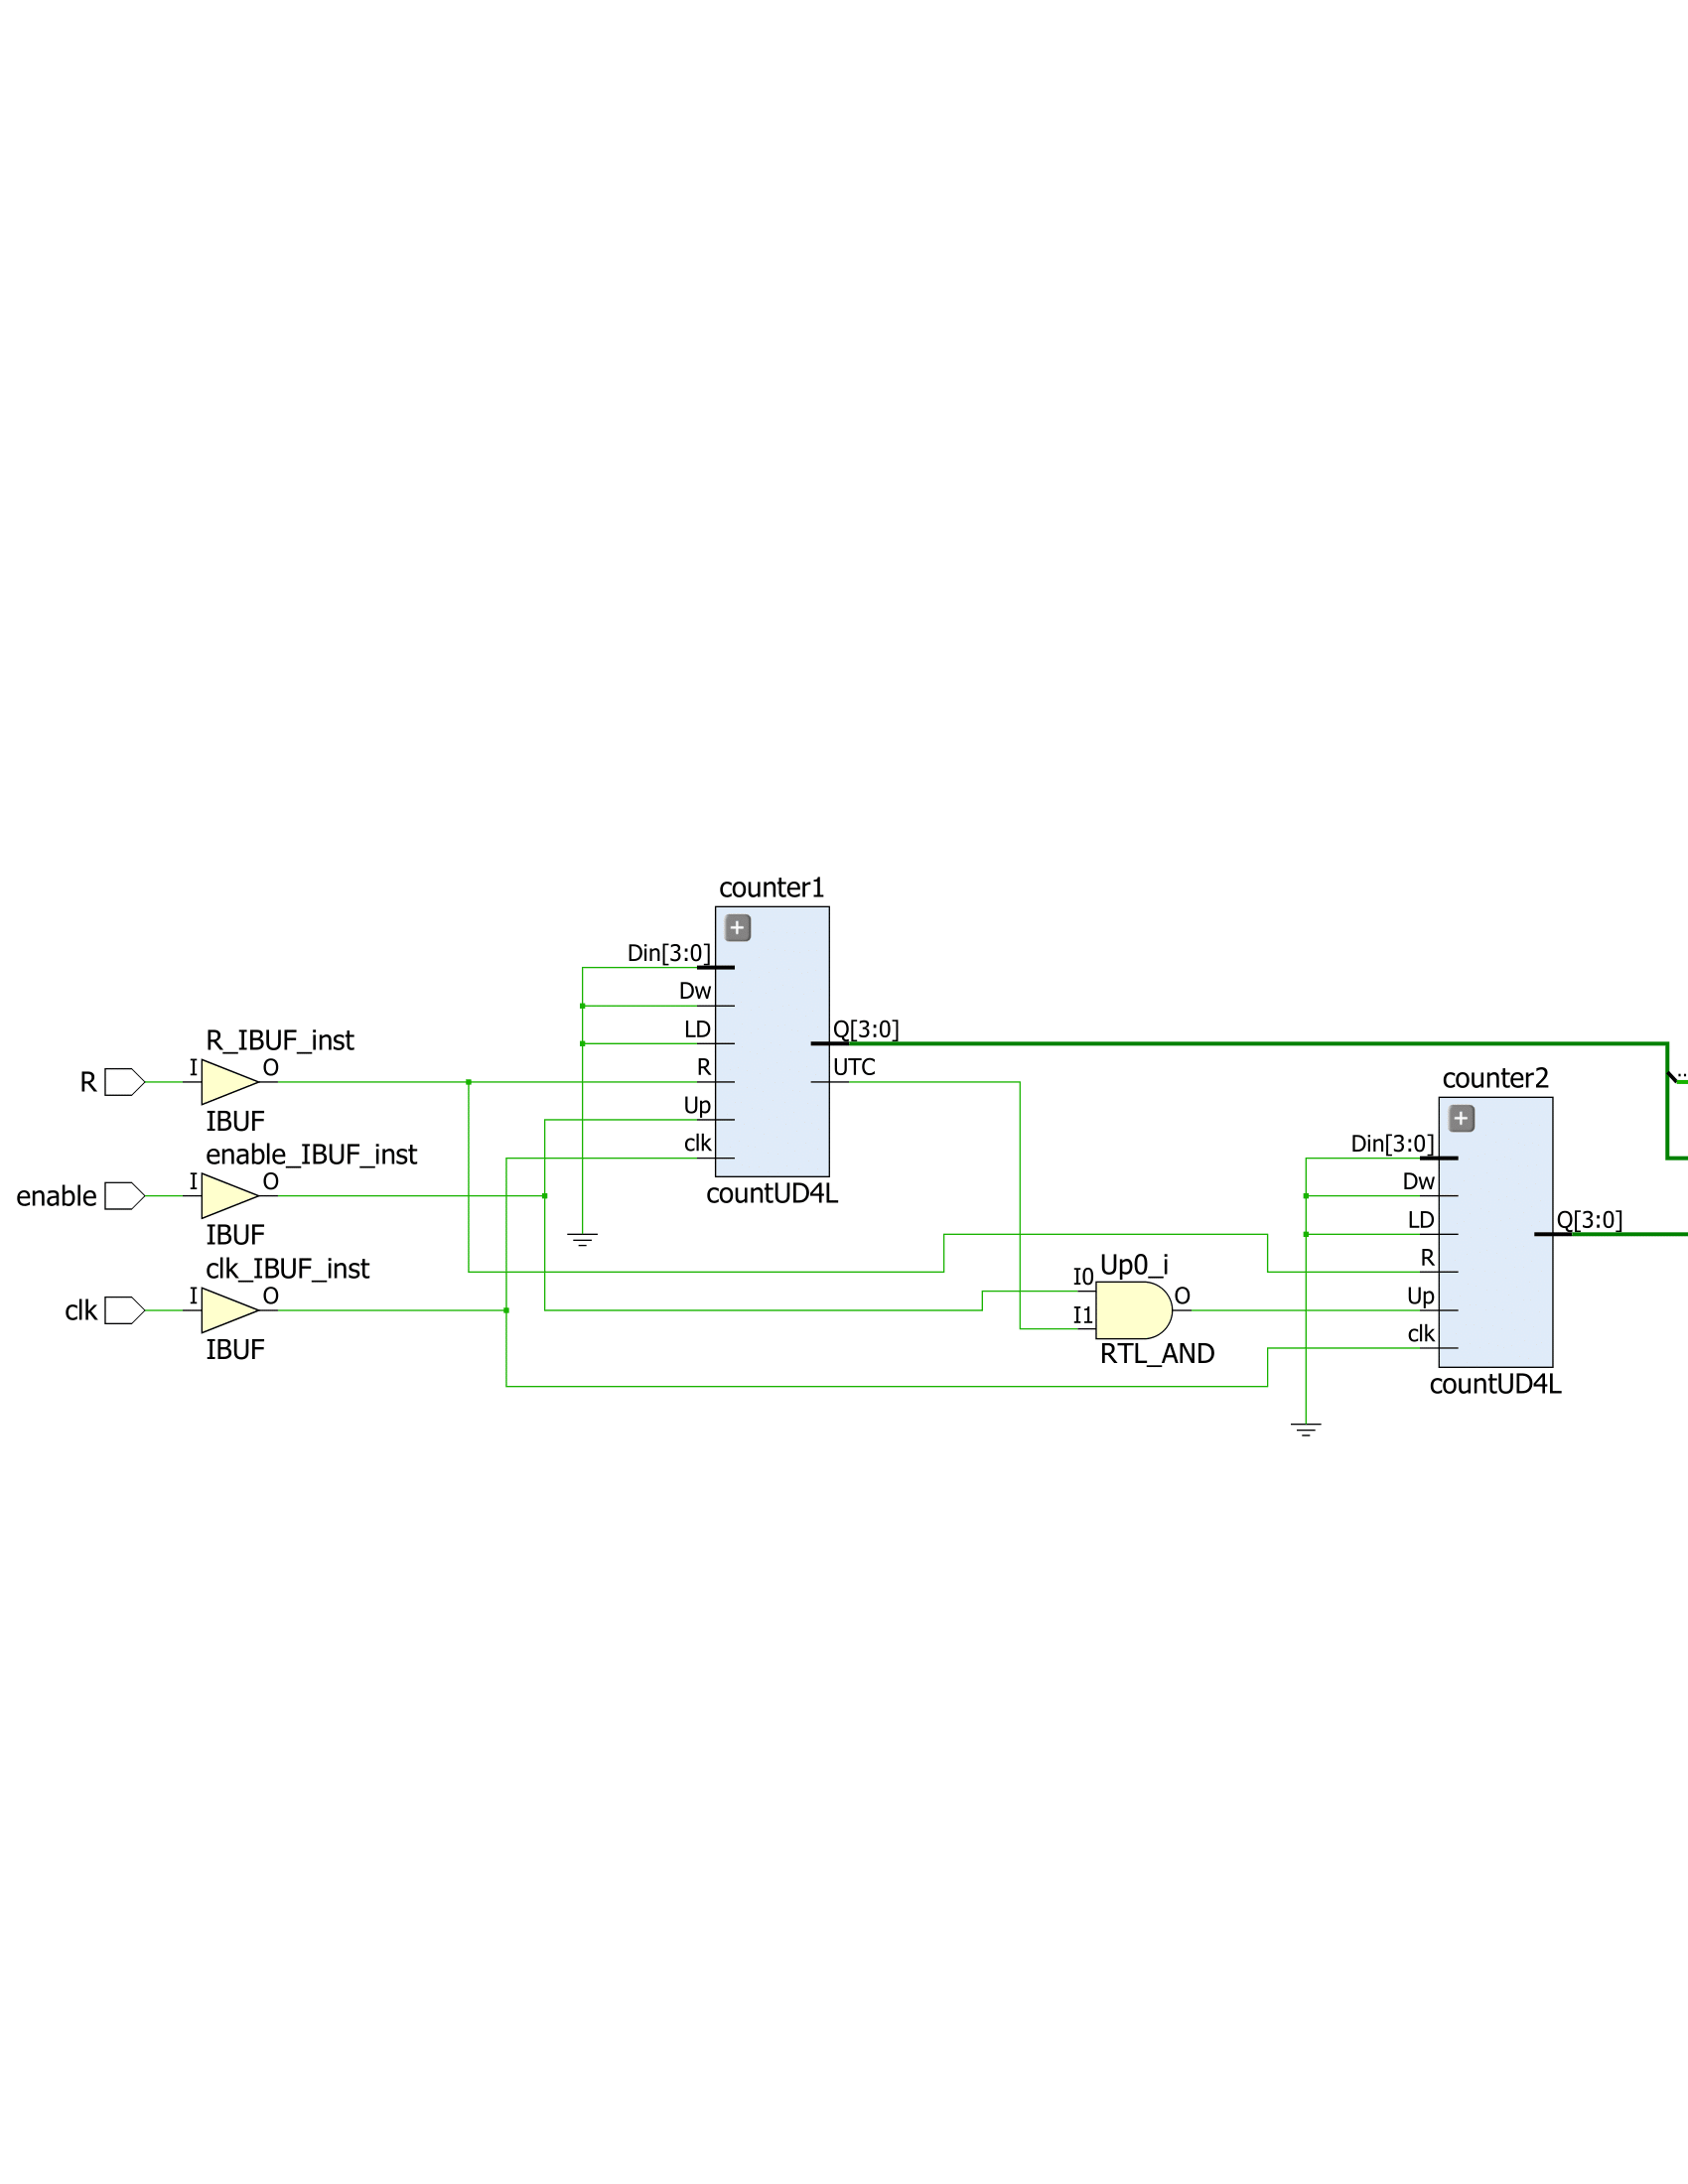 counter1
+
Din[3:0]
Dw
LD
R
Up
clk
Q[3:0]
UTC
countUD4L
R_IBUF_inst
R
I
O
IBUF
enable_IBUF_inst
enable
I
O
IBUF
clk_IBUF_inst
clk
I
O
IBUF
Up0_i
I0
I1
O
RTL_AND
counter2
+
Din[3:0]
Dw
LD
R
Up
clk
Q[3:0]
countUD4L
..